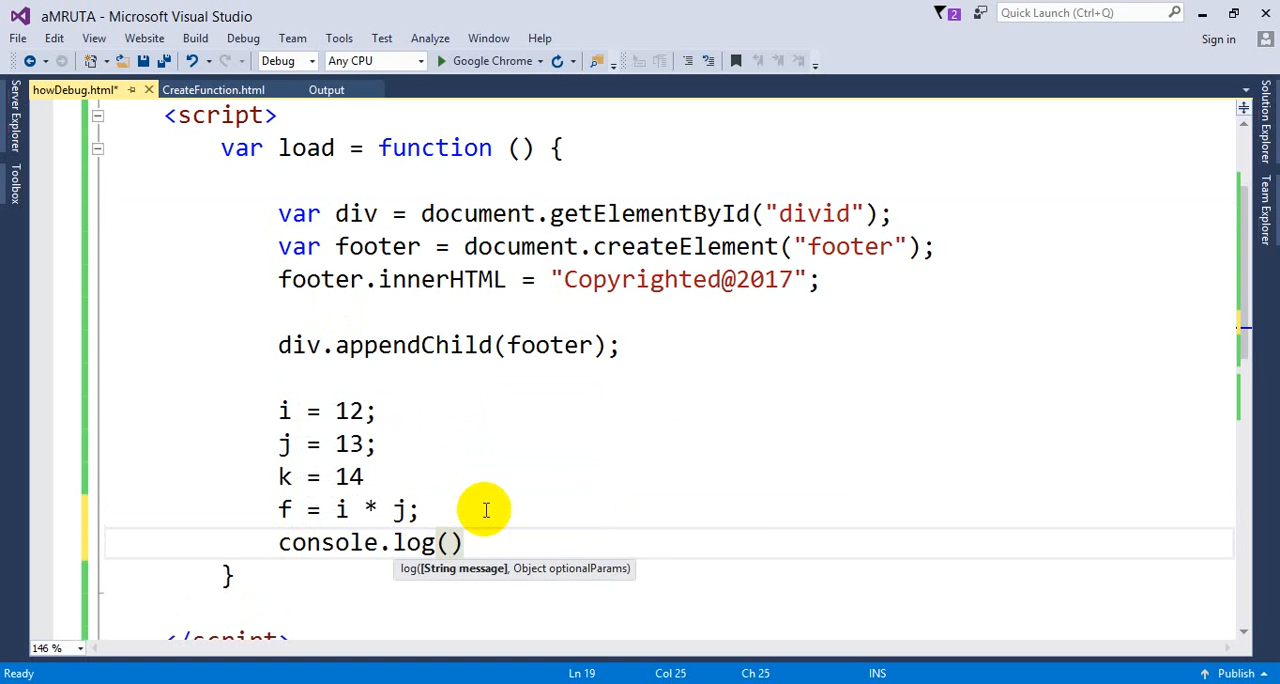 aMRUTA - Microsoft Visual Studio
2
Quick Launch (Ctrl+Q)
File Edit View Website Build Debug Team Tools Test Analyze Window Help
Sign in
Debug Any CPU Google Chrome
howDebug.html* CreateFunction.html Output
Server Explorer
Toolbox
Solution Explorer
Team Explorer
<script>
var load = function () {
var div = document.getElementById("divid");
var footer = document.createElement("footer");
footer.innerHTML = "Copyrighted@2017";
div.appendChild(footer);
i = 12;
j = 13;
k = 14
f = i * j;
console.log()
log([String message], Object optionalParams)
}
</script>
146 %
Ready Ln 19 Col 25 Ch 25 INS Publish